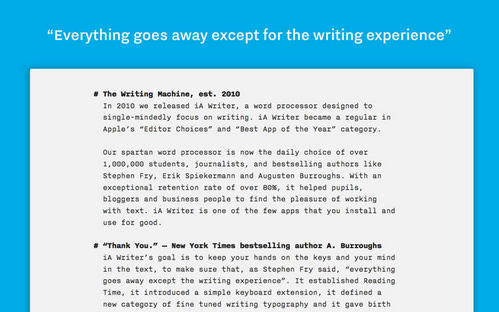 “Everything goes away except for the writing experience”
# The Writing Machine, est. 2010
In 2010 we released iA Writer, a word processor designed to
single-mindedly focus on writing. iA Writer became a regular in
Apple’s “Editor Choices” and “Best App of the Year” category.
Our spartan word processor is now the daily choice of over
1,000,000 students, journalists, and bestselling authors like
Stephen Fry, Erik Spiekermann and Augusten Burroughs. With an
exceptional retention rate of over 80%, it helped pupils,
bloggers and business people to find the pleasure of working
with text. iA Writer is one of the few apps that you install and
use for good.
# “Thank You.” — New York Times bestselling author A. Burroughs
iA Writer’s goal is to keep your hands on the keys and your mind
in the text, to make sure that, as Stephen Fry said, “everything
goes away except the writing experience”. It established Reading
Time, it introduced a simple keyboard extension, it defined a
new category of fine tuned writing typography and it gave birth